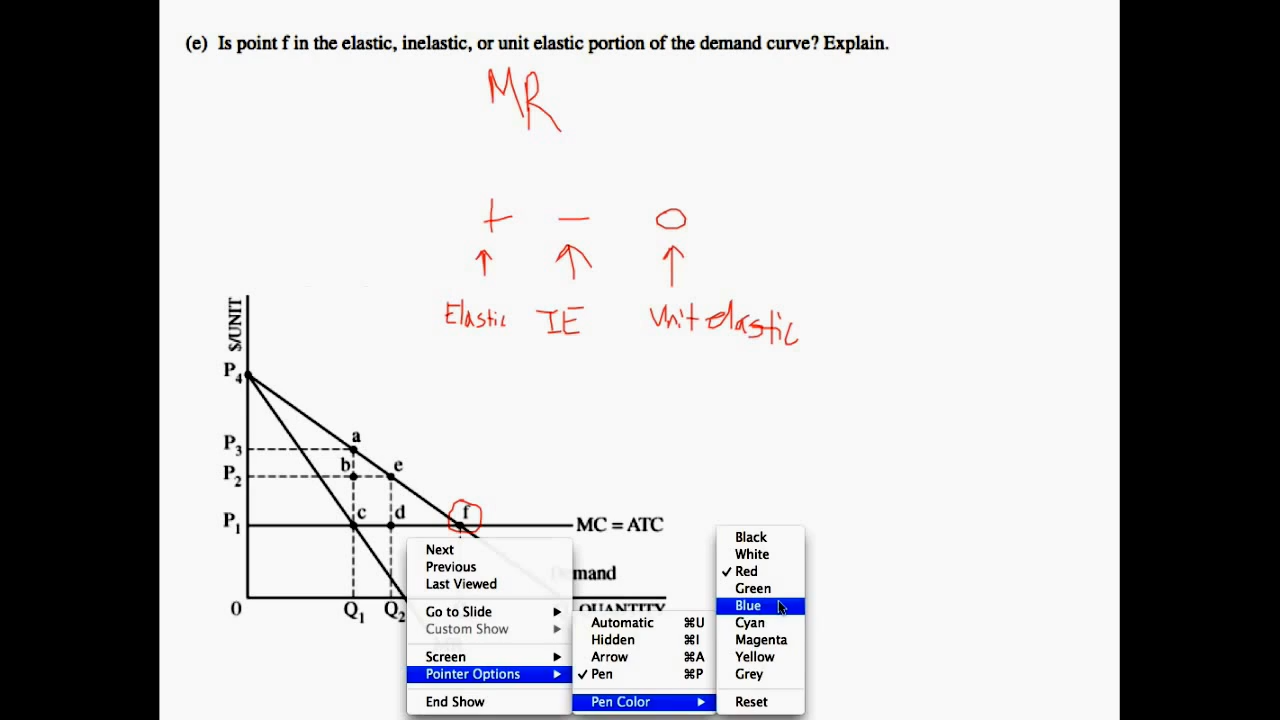 (e) Is point f in the elastic, inelastic, or unit elastic portion of the demand curve? Explain.
MR
+ – 0
Elastic IE Unit elastic
$/UNIT
P4
P3
P2
P1
0
a
b e
c d f
MC = ATC
mand
Q1 Q2
QUANTITY
Next
Previous
Last Viewed
Go to Slide
Custom Show
Screen
Pointer Options
End Show
Automatic ⌘U
Hidden ⌘I
Arrow ⌘A
✓ Pen ⌘P
Pen Color
Black
White
✓ Red
Green
Blue
Cyan
Magenta
Yellow
Grey
Reset